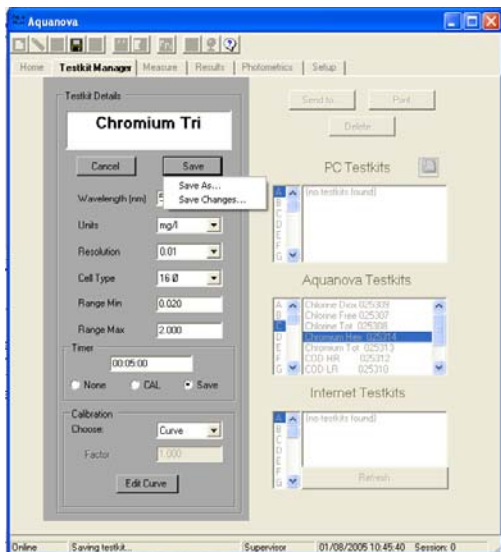 Aquanova
Home Testkit Manager Measure Results Photometrics Setup
Testkit Details
Chromium Tri
Cancel Save
Save As...
Save Changes...
Wavelength (nm)
Units mg/l
Resolution 0.01
Cell Type 16 Ø
Range Min 0.020
Range Max 2.000
Timer
00:05:00
None CAL Save
Calibration
Choose: Curve
Factor 1.000
Edit Curve
Send to... Print
Delete
PC Testkits
A (no testkits found)
B
C
D
E
F
G
Aquanova Testkits
A Chlorine Diox 025309
B Chlorine Free 025307
C Chlorine Tot 025308
D Chromium Hex 025314
E Chromium Tot 025313
F COD HR 025312
G COD LR 025310
Internet Testkits
A (no testkits found)
B
C
D
E
F
G Refresh
Online Saving testkit... Supervisor 01/08/2005 10:45:40 Session: 0